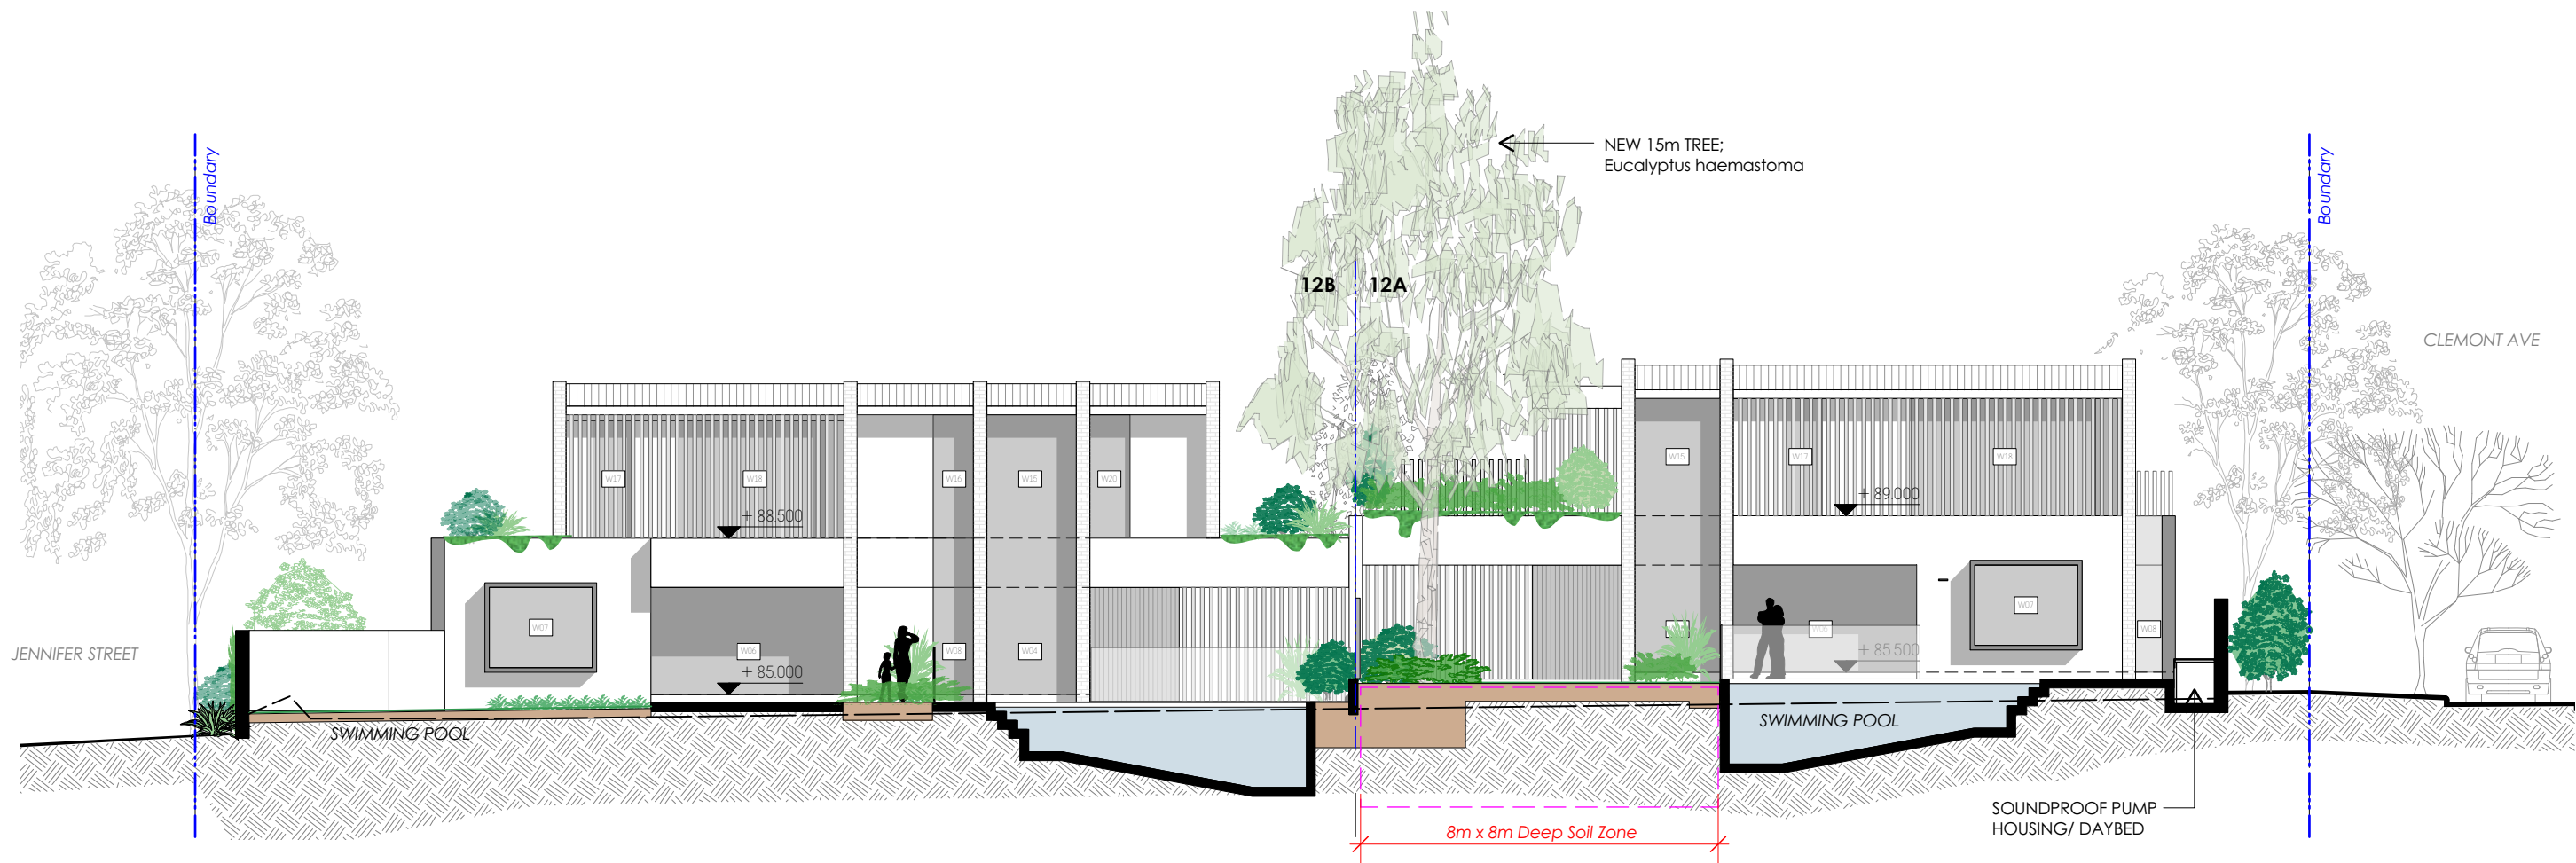 NEW 15m TREE;
Eucalyptus haemastoma
Boundary
Boundary
12B
12A
CLEMONT AVE
W17
W18
W16
W15
W20
W15
W17
W18
+ 88.500
+ 89.000
W07
W06
W08
W04
W06
W07
W08
+ 85.000
+ 85.500
JENNIFER STREET
SWIMMING POOL
SWIMMING POOL
8m x 8m Deep Soil Zone
SOUNDPROOF PUMP
HOUSING/ DAYBED